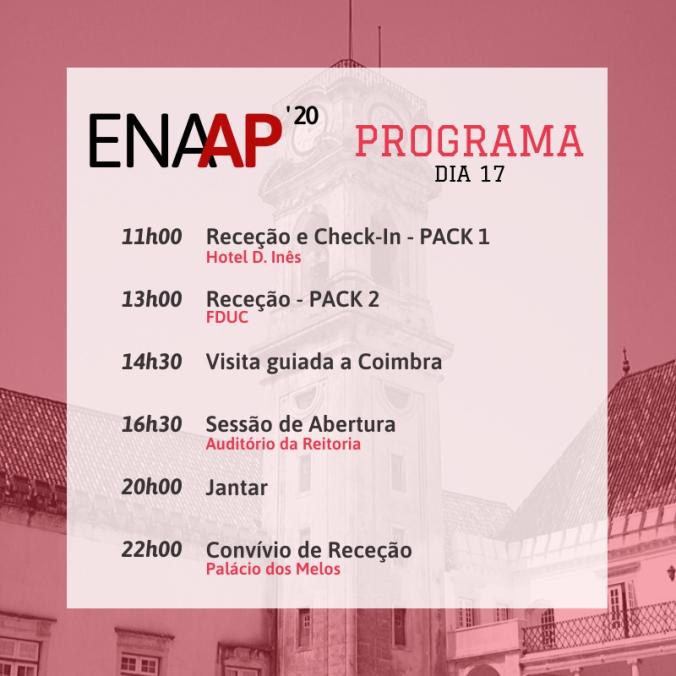 ENAAP '20
PROGRAMA
DIA 17
11h00 Receção e Check-In - PACK 1
Hotel D. Inês
13h00 Receção - PACK 2
FDUC
14h30 Visita guiada a Coimbra
16h30 Sessão de Abertura
Auditório da Reitoria
20h00 Jantar
22h00 Convívio de Receção
Palácio dos Melos